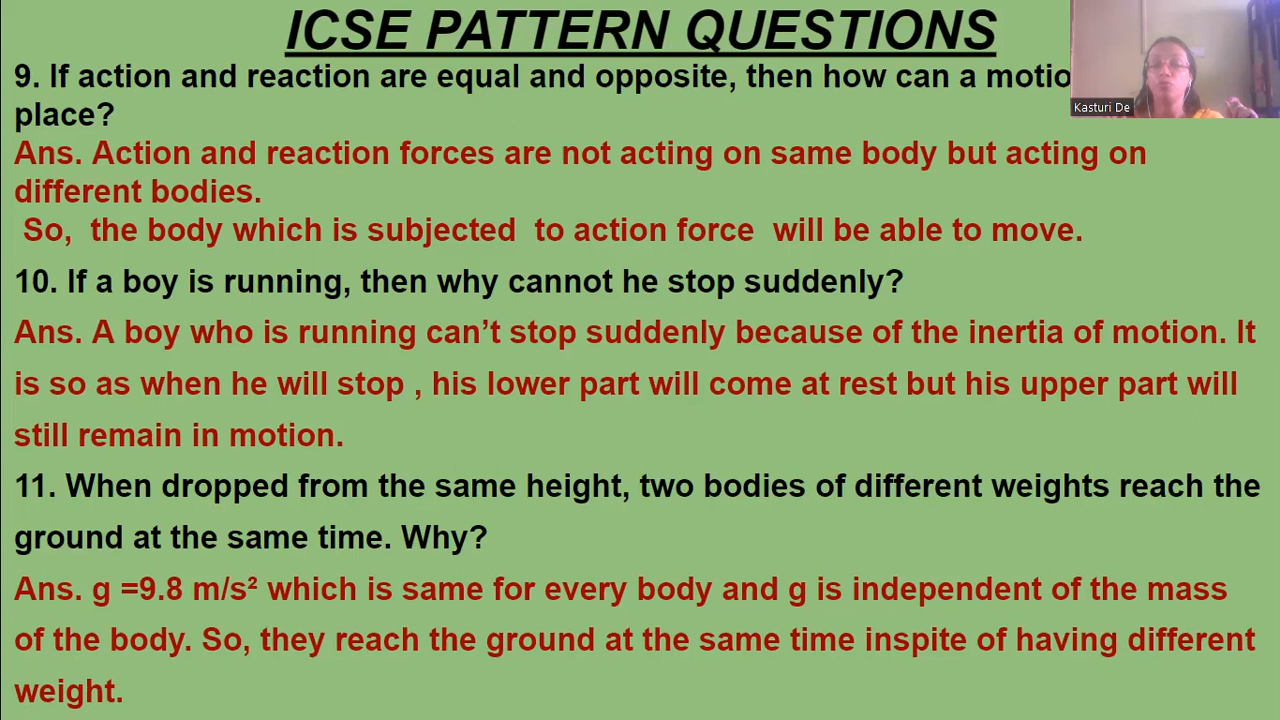 ICSE PATTERN QUESTIONS
9. If action and reaction are equal and opposite, then how can a motio
place?
Kasturi De
Ans. Action and reaction forces are not acting on same body but acting on
different bodies.
So, the body which is subjected to action force will be able to move.
10. If a boy is running, then why cannot he stop suddenly?
Ans. A boy who is running can’t stop suddenly because of the inertia of motion. It
is so as when he will stop , his lower part will come at rest but his upper part will
still remain in motion.
11. When dropped from the same height, two bodies of different weights reach the
ground at the same time. Why?
Ans. g =9.8 m/s² which is same for every body and g is independent of the mass
of the body. So, they reach the ground at the same time inspite of having different
weight.